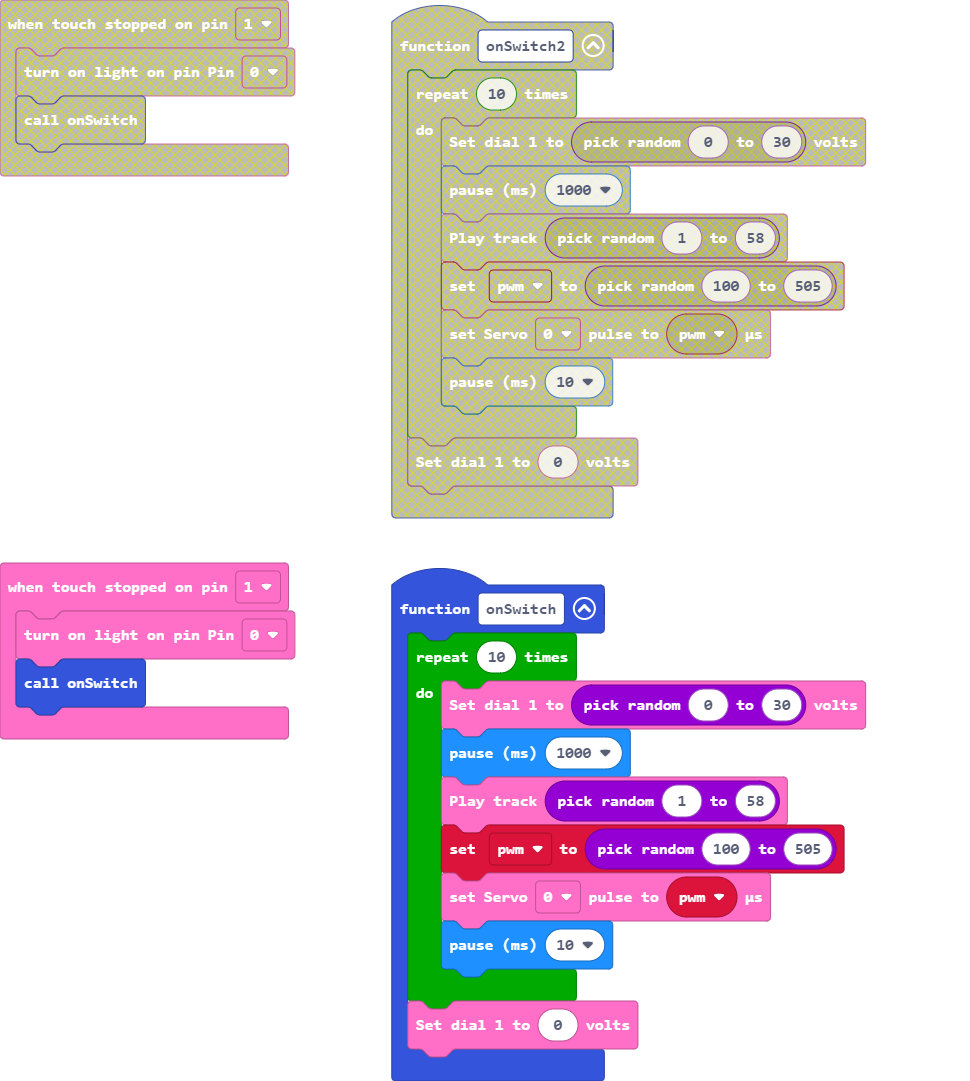 when touch stopped on pin 1
turn on light on pin Pin 0
call onSwitch
function onSwitch2
repeat 10 times
do
Set dial 1 to pick random 0 to 30 volts
pause (ms) 1000
Play track pick random 1 to 58
set pwm to pick random 100 to 505
set Servo 0 pulse to pwm µs
pause (ms) 10
Set dial 1 to 0 volts
when touch stopped on pin 1
turn on light on pin Pin 0
call onSwitch
function onSwitch
repeat 10 times
do
Set dial 1 to pick random 0 to 30 volts
pause (ms) 1000
Play track pick random 1 to 58
set pwm to pick random 100 to 505
set Servo 0 pulse to pwm µs
pause (ms) 10
Set dial 1 to 0 volts